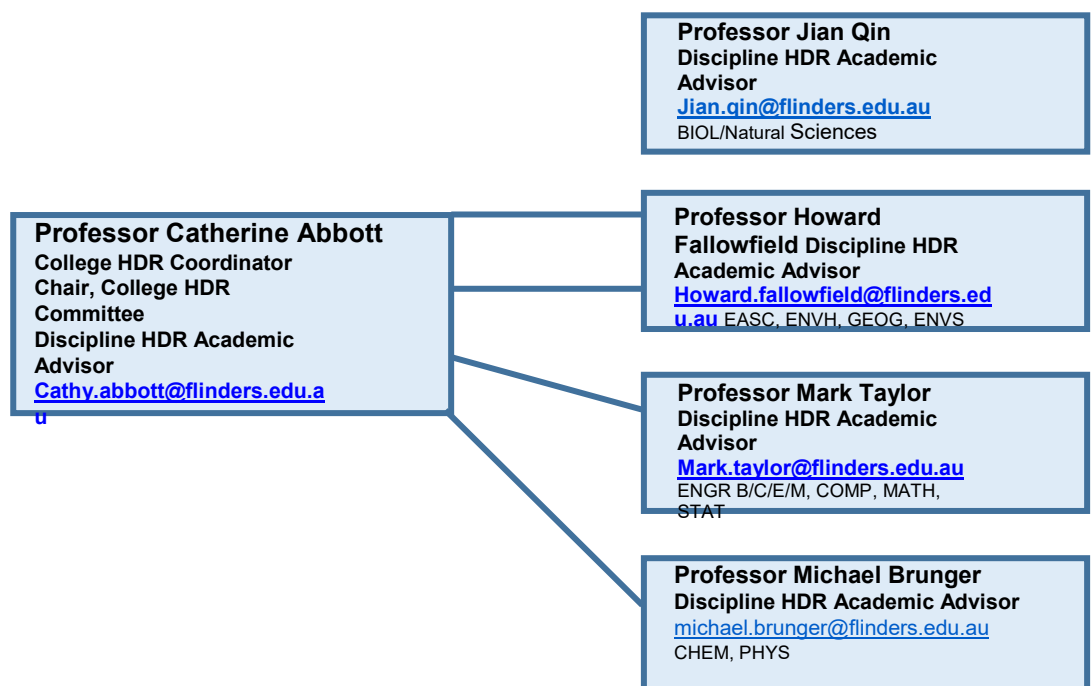 Professor Jian Qin
Discipline HDR Academic
Advisor
Jian.qin@flinders.edu.au
BIOL/Natural Sciences
Professor Catherine Abbott
College HDR Coordinator
Chair, College HDR
Committee
Discipline HDR Academic
Advisor
Cathy.abbott@flinders.edu.a
u
Professor Howard
Fallowfield Discipline HDR
Academic Advisor
Howard.fallowfield@flinders.ed
u.au EASC, ENVH, GEOG, ENVS
Professor Mark Taylor
Discipline HDR Academic
Advisor
Mark.taylor@flinders.edu.au
ENGR B/C/E/M, COMP, MATH,
STAT
Professor Michael Brunger
Discipline HDR Academic Advisor
michael.brunger@flinders.edu.au
CHEM, PHYS